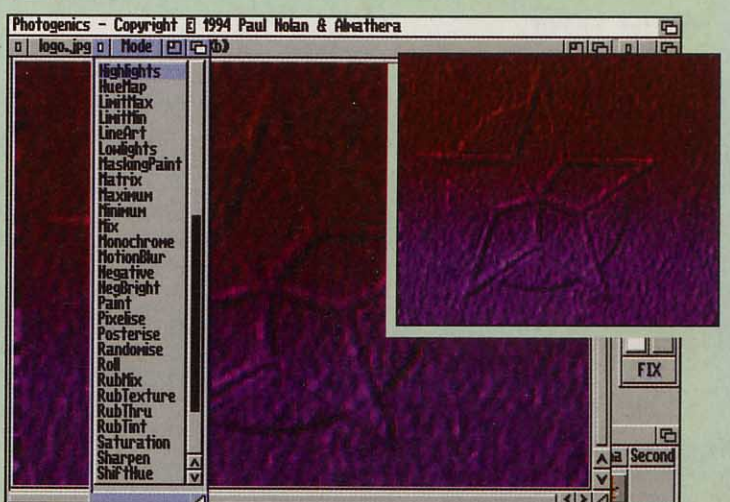 Photogenics - Copyright © 1994 Paul Nolan & Almathera
logo.jpg
Mode
Highlights
HueMap
LimitMax
LimitMin
LineArt
Lowlights
MaskingPaint
Matrix
Maximum
Minimum
Mix
Monochrome
MotionBlur
Negative
NegBright
Paint
Pixelise
Posterise
Randomise
Roll
RubMix
RubTexture
RubThru
RubTint
Saturation
Sharpen
ShiftHue
FIX
Second